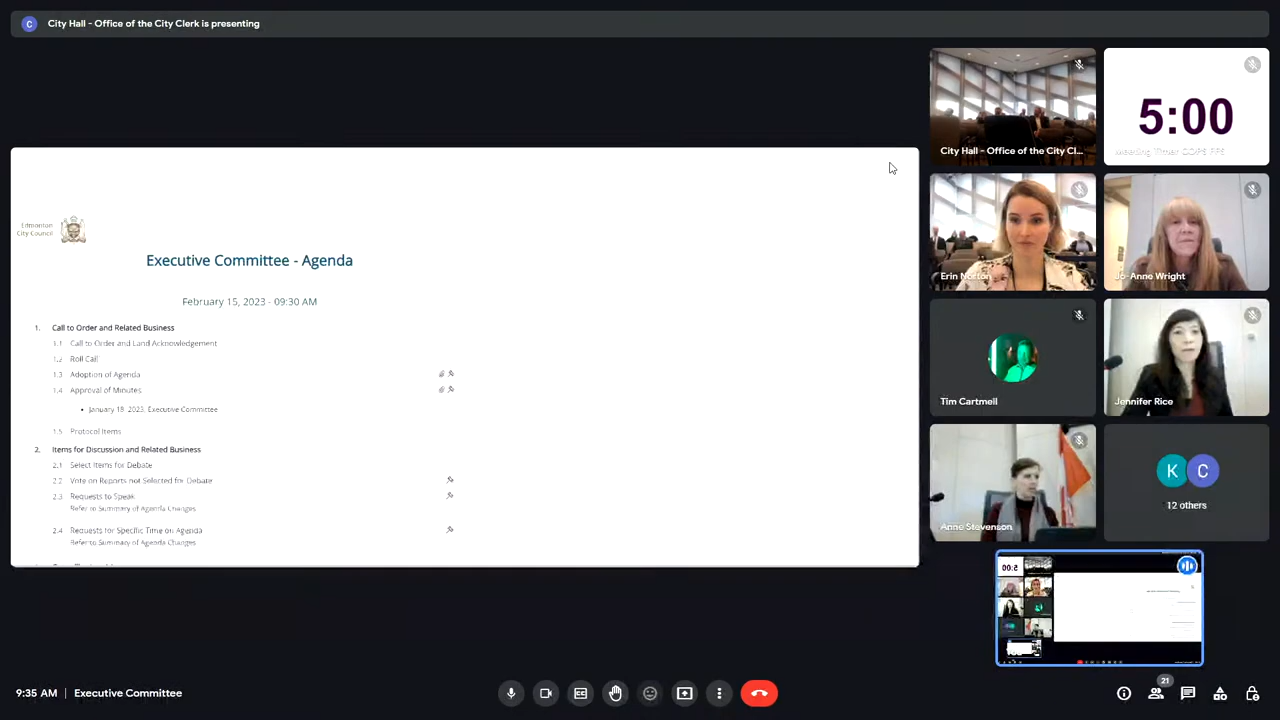 C City Hall - Office of the City Clerk is presenting
City Hall - Office of the City Cl...
5:00
Meeting Timer
Erin
Jo-Anne Wright
Tim Cartmell
Jennifer Rice
Anne Stevenson
K C
12 others
Edmonton
City Council
Executive Committee - Agenda
February 15, 2023 - 09:30 AM
1. Call to Order and Related Business
1.1 Call to Order and Land Acknowledgement
1.2 Roll Call
1.3 Adoption of Agenda
1.4 Approval of Minutes
• January 18, 2023, Executive Committee
1.5 Protocol Items
2. Items for Discussion and Related Business
2.1 Select Items for Debate
2.2 Vote on Reports not Selected for Debate
2.3 Requests to Speak
Refer to Summary of Agenda Changes
2.4 Requests for Specific Time on Agenda
Refer to Summary of Agenda Changes
9:35 AM | Executive Committee
21